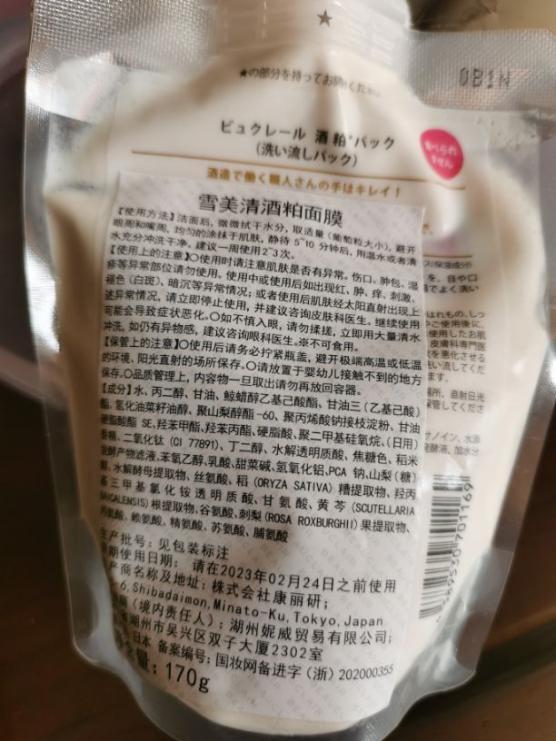 ★
★の部分を持ってお開けください。
0B1N
ピュクレール 酒粕*パック
(洗い流しパック)
食べられ
ません
酒造で働く職人さんの手はキレイ!
雪美清酒粕面膜
【使用方法】洁面后,微微拭干水分,取适量(葡萄粒大小),避开
眼周和嘴周,均匀的涂抹于肌肤,静待5~10分钟后,用温水或者清
水充分冲洗干净。建议一周使用2~3次。
【使用上的注意】〇使用时请注意肌肤是否有异常。伤口、肿包、湿
疹等异常部位请勿使用。使用中或使用后如出现红、肿、痒、刺激、
褪色(白斑)、暗沉等异常情况;或者使用后肌肤经太阳直射出现上
述异常情况,请立即停止使用,并建议咨询皮肤科医生。继续使用
可能会导致症状恶化。〇如不慎入眼,请勿揉搓,立即用大量清水
冲洗。如仍有异物感,建议咨询眼科医生。※不可食用。
【保管上的注意】〇使用后请务必拧紧瓶盖,避开极端高温或低温
的环境、阳光直射的场所保存。〇请放置于婴幼儿接触不到的地方
保存。〇品质管理上,内容物一旦取出请勿再放回容器。
【成分】水、丙二醇、甘油、鲸蜡醇乙基己酸酯、甘油三(乙基己酸)
酯、氢化油菜籽油醇、聚山梨醇酯-60、聚丙烯酸钠接枝淀粉、甘油
硬脂酸酯SE、羟苯甲酯、羟苯丙酯、硬脂酸、聚二甲基硅氧烷、(日用)
香精、二氧化钛(CI 77891)、丁二醇、水解透明质酸、焦糖色、稻米
发酵产物滤液、苯氧乙醇、乳酸、甜菜碱、氢氧化铝、PCA钠、山梨(糖)
醇、水解酵母提取物、丝氨酸、稻(ORYZA SATIVA)糟提取物、羟丙
基三甲基氯化铵透明质酸、甘氨酸、黄芩(SCUTELLARIA
BAICALENSIS)根提取物、谷氨酸、刺梨(ROSA ROXBURGHI)果提取物、
丙氨酸、赖氨酸、精氨酸、苏氨酸、脯氨酸
生产批号:见包装标注
限期使用日期: 请在2023年02月24日之前使用
商名称及地址:株式会社康丽研;
-6,Shibadaimon,Minato-Ku,Tokyo,Japan
(境内责任人):湖州妮威贸易有限公司;
省湖州市吴兴区双子大厦2302室
日本 备案编号:国妆网备进字(浙)202000355
含量:170g